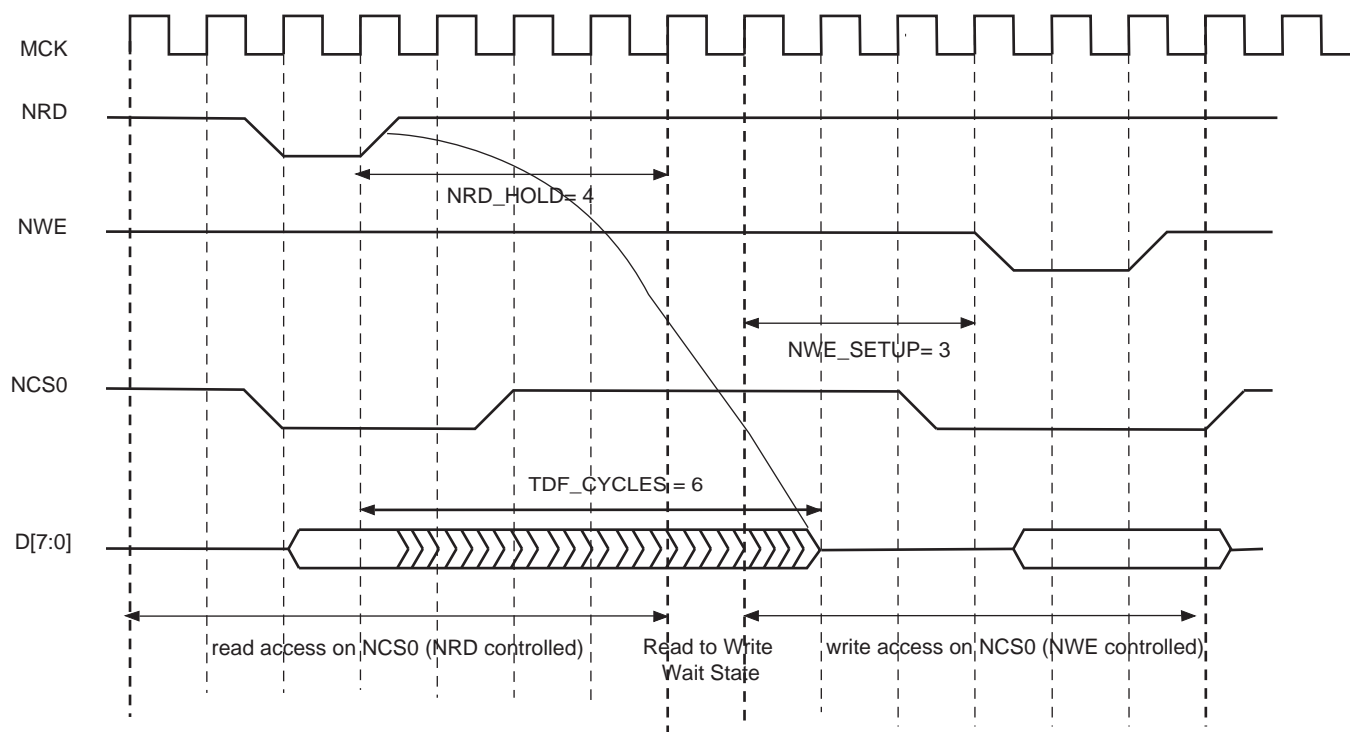 MCK
NRD
NRD_HOLD= 4
NWE
NWE_SETUP= 3
NCS0
TDF_CYCLES = 6
D[7:0]
read access on NCS0 (NRD controlled)
Read to Write
Wait State
write access on NCS0 (NWE controlled)